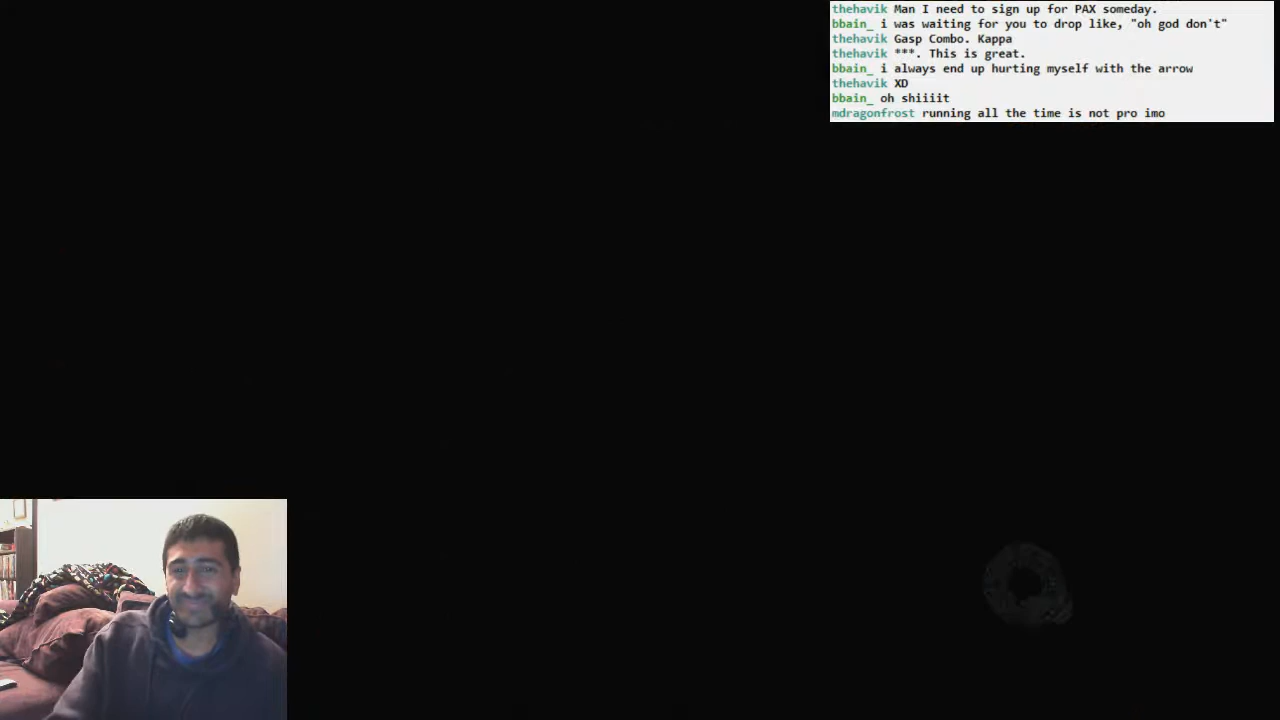 thehavik Man I need to sign up for PAX someday.
bbain_ i was waiting for you to drop like, "oh god don't"
thehavik Gasp Combo. Kappa
thehavik ***. This is great.
bbain_ i always end up hurting myself with the arrow
thehavik XD
bbain_ oh shiiiit
mdragonfrost running all the time is not pro imo